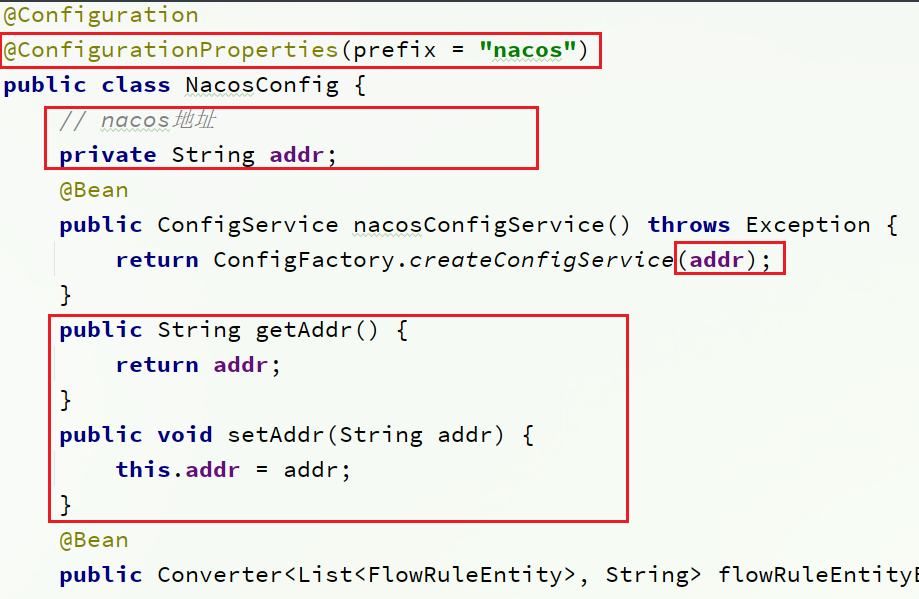 @Configuration
@ConfigurationProperties(prefix = "nacos")
public class NacosConfig {
// nacos地址
private String addr;
@Bean
public ConfigService nacosConfigService() throws Exception {
return ConfigFactory.createConfigService(addr);
}
public String getAddr() {
return addr;
}
public void setAddr(String addr) {
this.addr = addr;
}
@Bean
public Converter<List<FlowRuleEntity>, String> flowRuleEntityE